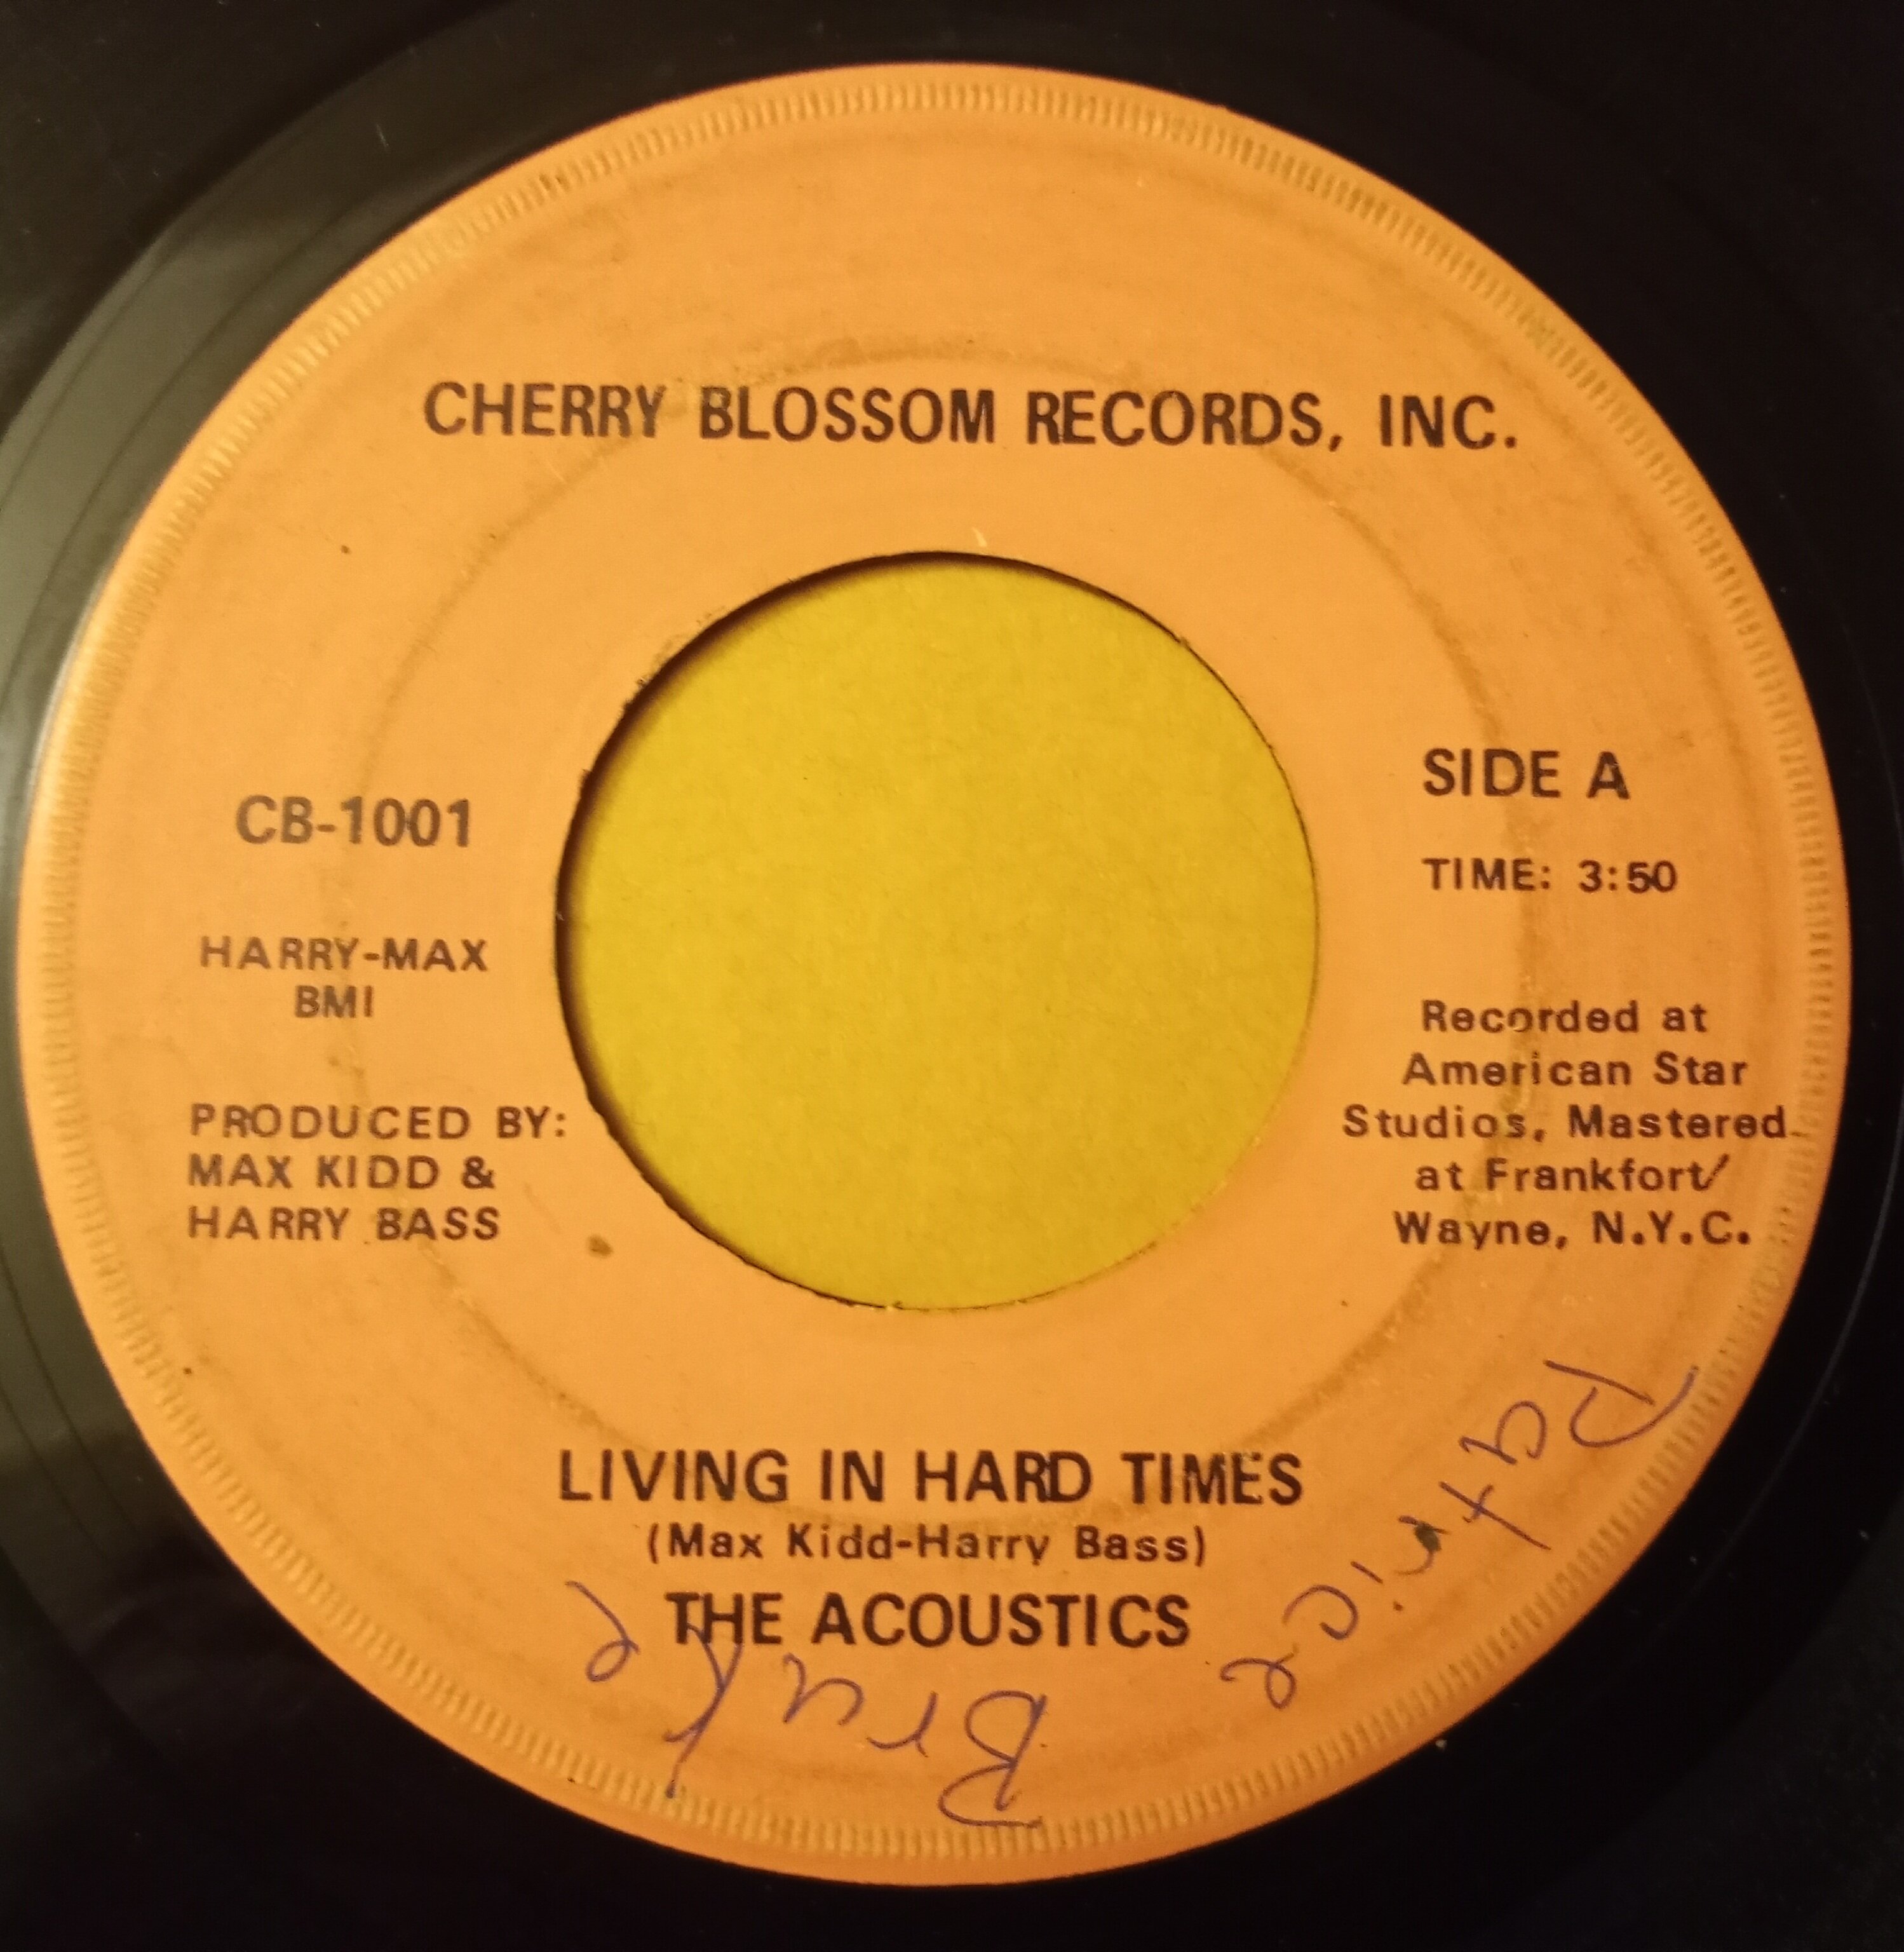 CHERRY BLOSSOM RECORDS, INC.
CB-1001
HARRY-MAX
BMI
PRODUCED BY:
MAX KIDD &
HARRY BASS
SIDE A
TIME: 3:50
Recorded at
American Star
Studios, Mastered
at Frankfort/
Wayne, N.Y.C.
LIVING IN HARD TIMES
(Max Kidd-Harry Bass)
THE ACOUSTICS
Patrice